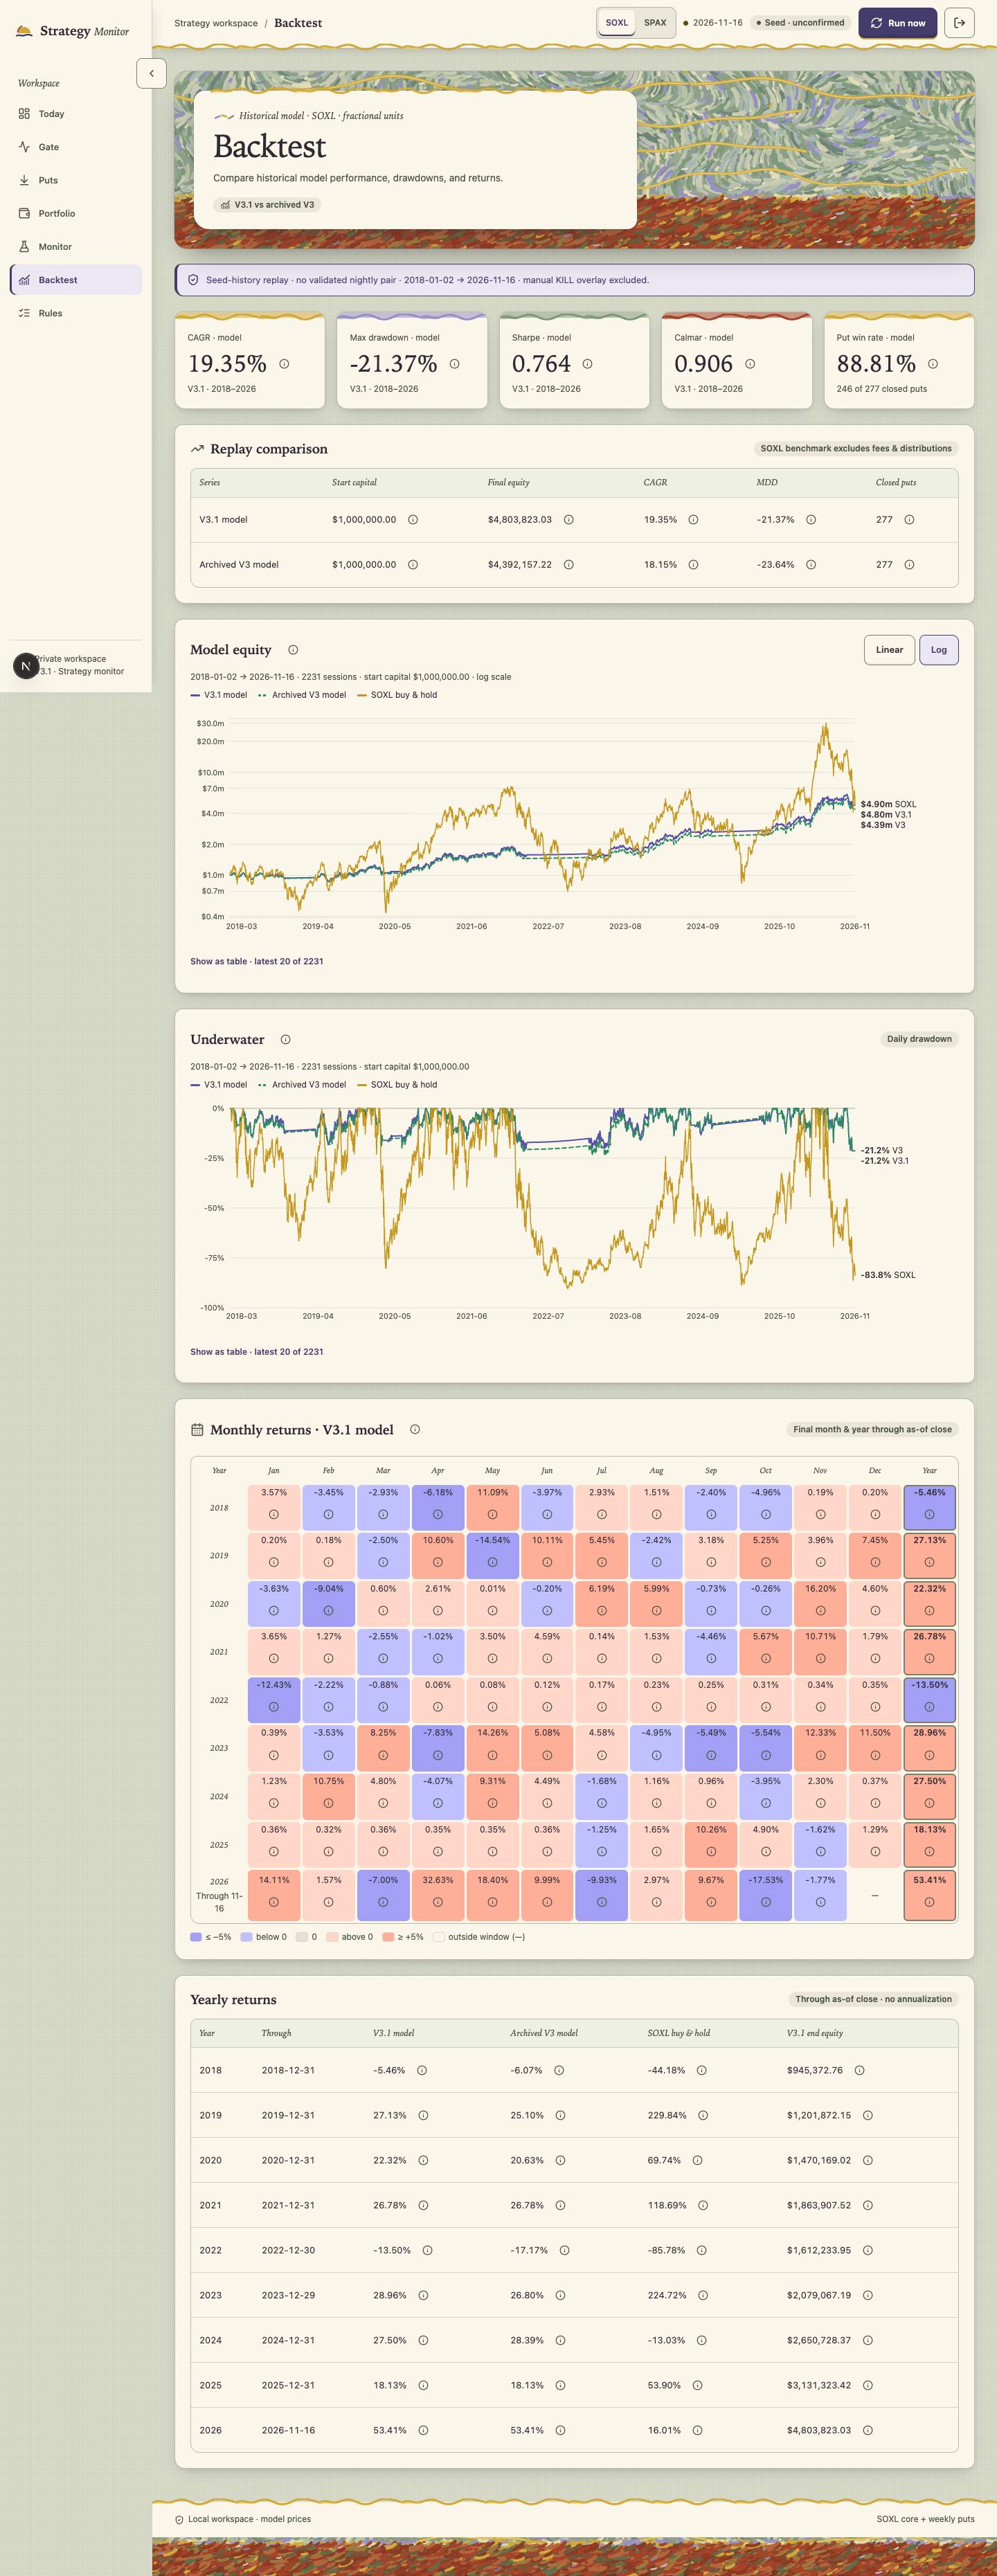 Strategy Monitor
Strategy workspace / Backtest
SOXL SPAX 2026-11-16 Seed · unconfirmed Run now
Workspace
Today
Gate
Puts
Portfolio
Monitor
Backtest
Rules
N
Private workspace
V3.1 · Strategy monitor
Historical model · SOXL · fractional units
Backtest
Compare historical model performance, drawdowns, and returns.
V3.1 vs archived V3
Seed-history replay · no validated nightly pair · 2018-01-02 → 2026-11-16 · manual KILL overlay excluded.
CAGR · model
19.35%
V3.1 · 2018–2026
Max drawdown · model
-21.37%
V3.1 · 2018–2026
Sharpe · model
0.764
V3.1 · 2018–2026
Calmar · model
0.906
V3.1 · 2018–2026
Put win rate · model
88.81%
246 of 277 closed puts
Replay comparison
SOXL benchmark excludes fees & distributions
Series Start capital Final equity CAGR MDD Closed puts
V3.1 model $1,000,000.00 $4,803,823.03 19.35% -21.37% 277
Archived V3 model $1,000,000.00 $4,392,157.22 18.15% -23.64% 277
Model equity
Linear Log
2018-01-02 → 2026-11-16 · 2231 sessions · start capital $1,000,000.00 · log scale
V3.1 model Archived V3 model SOXL buy & hold
$30.0m
$20.0m
$10.0m
$7.0m
$4.0m
$2.0m
$1.0m
$0.7m
$0.4m
$4.90m SOXL
$4.80m V3.1
$4.39m V3
2018-03 2019-04 2020-05 2021-06 2022-07 2023-08 2024-09 2025-10 2026-11
Show as table · latest 20 of 2231
Underwater
Daily drawdown
2018-01-02 → 2026-11-16 · 2231 sessions · start capital $1,000,000.00
V3.1 model Archived V3 model SOXL buy & hold
0%
-25%
-50%
-75%
-100%
-21.2% V3
-21.2% V3.1
-83.8% SOXL
2018-03 2019-04 2020-05 2021-06 2022-07 2023-08 2024-09 2025-10 2026-11
Show as table · latest 20 of 2231
Monthly returns · V3.1 model
Final month & year through as-of close
Year Jan Feb Mar Apr May Jun Jul Aug Sep Oct Nov Dec Year
2018 3.57% -3.45% -2.93% -6.18% 11.09% -3.97% 2.93% 1.51% -2.40% -4.96% 0.19% 0.20% -5.46%
2019 0.20% 0.18% -2.50% 10.60% -14.54% 10.11% 5.45% -2.42% 3.18% 5.25% 3.96% 7.45% 27.13%
2020 -3.63% -9.04% 0.60% 2.61% 0.01% -0.20% 6.19% 5.99% -0.73% -0.26% 16.20% 4.60% 22.32%
2021 3.65% 1.27% -2.55% -1.02% 3.50% 4.59% 0.14% 1.53% -4.46% 5.67% 10.71% 1.79% 26.78%
2022 -12.43% -2.22% -0.88% 0.06% 0.08% 0.12% 0.17% 0.23% 0.25% 0.31% 0.34% 0.35% -13.50%
2023 0.39% -3.53% 8.25% -7.83% 14.26% 5.08% 4.58% -4.95% -5.49% -5.54% 12.33% 11.50% 28.96%
2024 1.23% 10.75% 4.80% -4.07% 9.31% 4.49% -1.68% 1.16% 0.96% -3.95% 2.30% 0.37% 27.50%
2025 0.36% 0.32% 0.36% 0.35% 0.35% 0.36% -1.25% 1.65% 10.26% 4.90% -1.62% 1.29% 18.13%
2026 Through 11-16 14.11% 1.57% -7.00% 32.63% 18.40% 9.99% -9.93% 2.97% 9.67% -17.53% -1.77% — 53.41%
≤ −5% below 0 0 above 0 ≥ +5% outside window (—)
Yearly returns
Through as-of close · no annualization
Year Through V3.1 model Archived V3 model SOXL buy & hold V3.1 end equity
2018 2018-12-31 -5.46% -6.07% -44.18% $945,372.76
2019 2019-12-31 27.13% 25.10% 229.84% $1,201,872.15
2020 2020-12-31 22.32% 20.63% 69.74% $1,470,169.02
2021 2021-12-31 26.78% 26.78% 118.69% $1,863,907.52
2022 2022-12-30 -13.50% -17.17% -85.78% $1,612,233.95
2023 2023-12-29 28.96% 26.80% 224.72% $2,079,067.19
2024 2024-12-31 27.50% 28.39% -13.03% $2,650,728.37
2025 2025-12-31 18.13% 18.13% 53.90% $3,131,323.42
2026 2026-11-16 53.41% 53.41% 16.01% $4,803,823.03
Local workspace · model prices
SOXL core + weekly puts